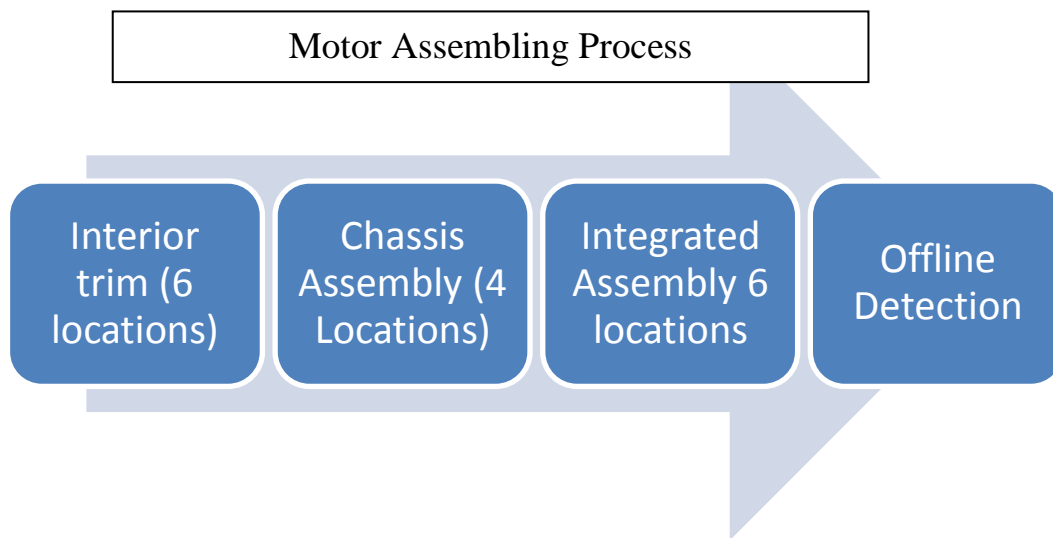 Motor Assembling Process
Interior
trim (6
locations)
Chassis
Assembly (4
Locations)
Integrated
Assembly 6
locations
Offline
Detection